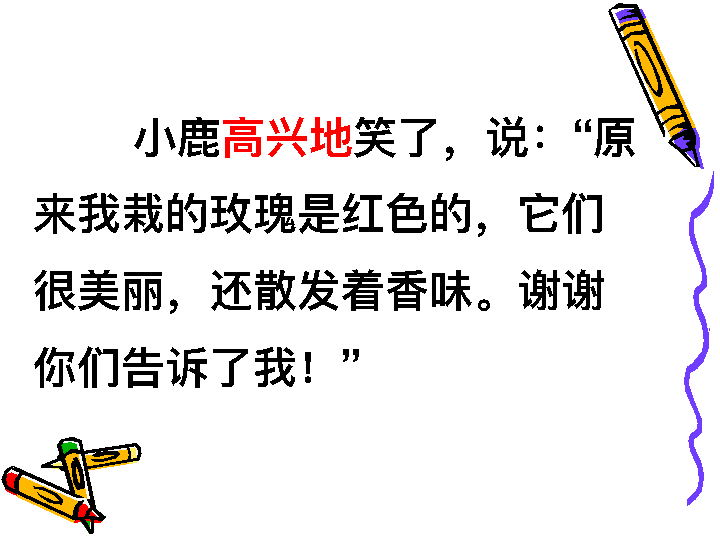 小鹿高兴地笑了，说：“原
来我栽的玫瑰是红色的，它们
很美丽，还散发着香味。谢谢
你们告诉了我！”